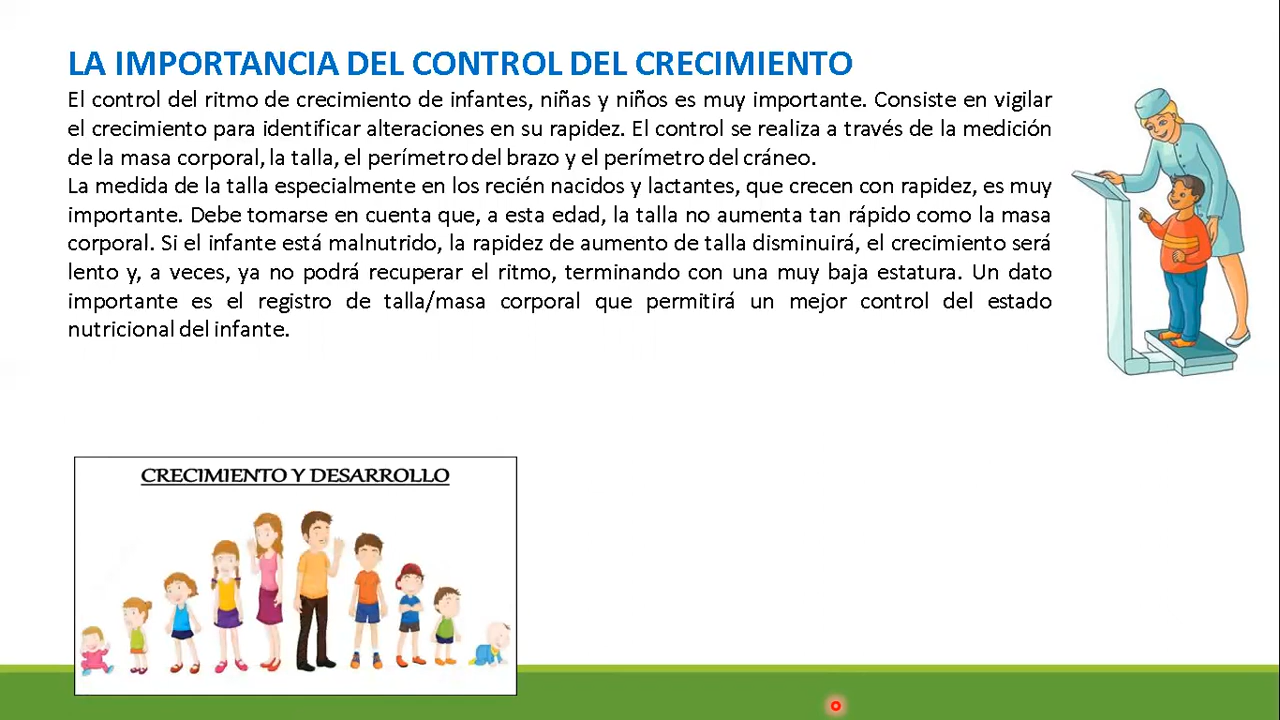 LA IMPORTANCIA DEL CONTROL DEL CRECIMIENTO
El control del ritmo de crecimiento de infantes, niñas y niños es muy importante. Consiste en vigilar
el crecimiento para identificar alteraciones en su rapidez. El control se realiza a través de la medición
de la masa corporal, la talla, el perímetro del brazo y el perímetro del cráneo.
La medida de la talla especialmente en los recién nacidos y lactantes, que crecen con rapidez, es muy
importante. Debe tomarse en cuenta que, a esta edad, la talla no aumenta tan rápido como la masa
corporal. Si el infante está malnutrido, la rapidez de aumento de talla disminuirá, el crecimiento será
lento y, a veces, ya no podrá recuperar el ritmo, terminando con una muy baja estatura. Un dato
importante es el registro de talla/masa corporal que permitirá un mejor control del estado
nutricional del infante.
CRECIMIENTO Y DESARROLLO